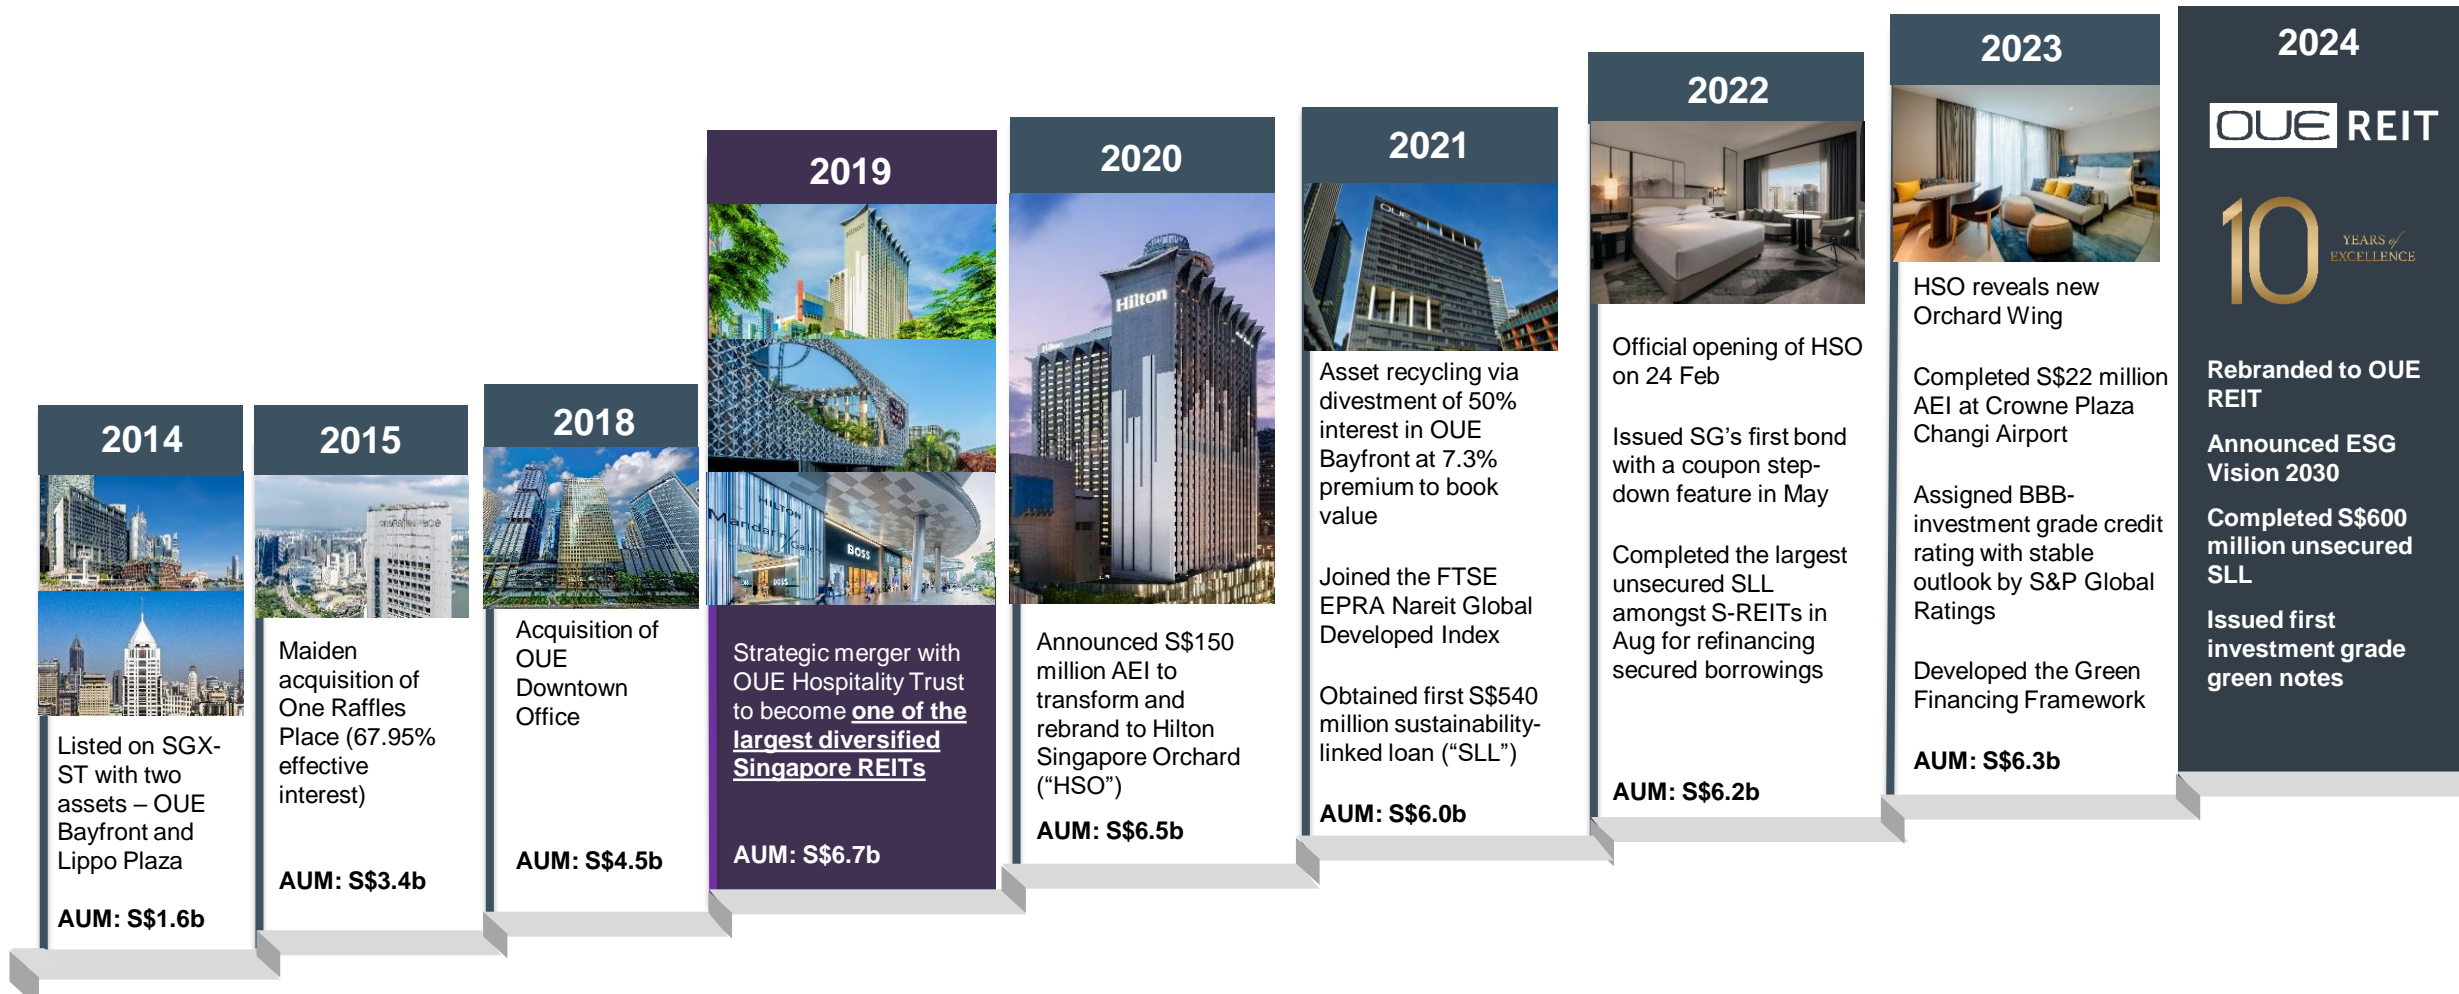 2014
Listed on SGX-
ST with two
assets – OUE
Bayfront and
Lippo Plaza
AUM: S$1.6b
2015
Maiden
acquisition of
One Raffles
Place (67.95%
effective
interest)
AUM: S$3.4b
2018
Acquisition of
OUE
Downtown
Office
AUM: S$4.5b
2019
HILTON
Mandarin Gallery
BOSS
BOSS
Strategic merger with
OUE Hospitality Trust
to become one of the
largest diversified
Singapore REITs
AUM: S$6.7b
2020
Hilton
Hilton
Announced S$150
million AEI to
transform and
rebrand to Hilton
Singapore Orchard
(“HSO”)
AUM: S$6.5b
2021
OUE
Asset recycling via
divestment of 50%
interest in OUE
Bayfront at 7.3%
premium to book
value
Joined the FTSE
EPRA Nareit Global
Developed Index
Obtained first S$540
million sustainability-
linked loan (“SLL”)
AUM: S$6.0b
2022
Official opening of HSO
on 24 Feb
Issued SG’s first bond
with a coupon step-
down feature in May
Completed the largest
unsecured SLL
amongst S-REITs in
Aug for refinancing
secured borrowings
AUM: S$6.2b
2023
HSO reveals new
Orchard Wing
Completed S$22 million
AEI at Crowne Plaza
Changi Airport
Assigned BBB-
investment grade credit
rating with stable
outlook by S&P Global
Ratings
Developed the Green
Financing Framework
AUM: S$6.3b
2024
OUE REIT
10 YEARS of
EXCELLENCE
Rebranded to OUE
REIT
Announced ESG
Vision 2030
Completed S$600
million unsecured
SLL
Issued first
investment grade
green notes